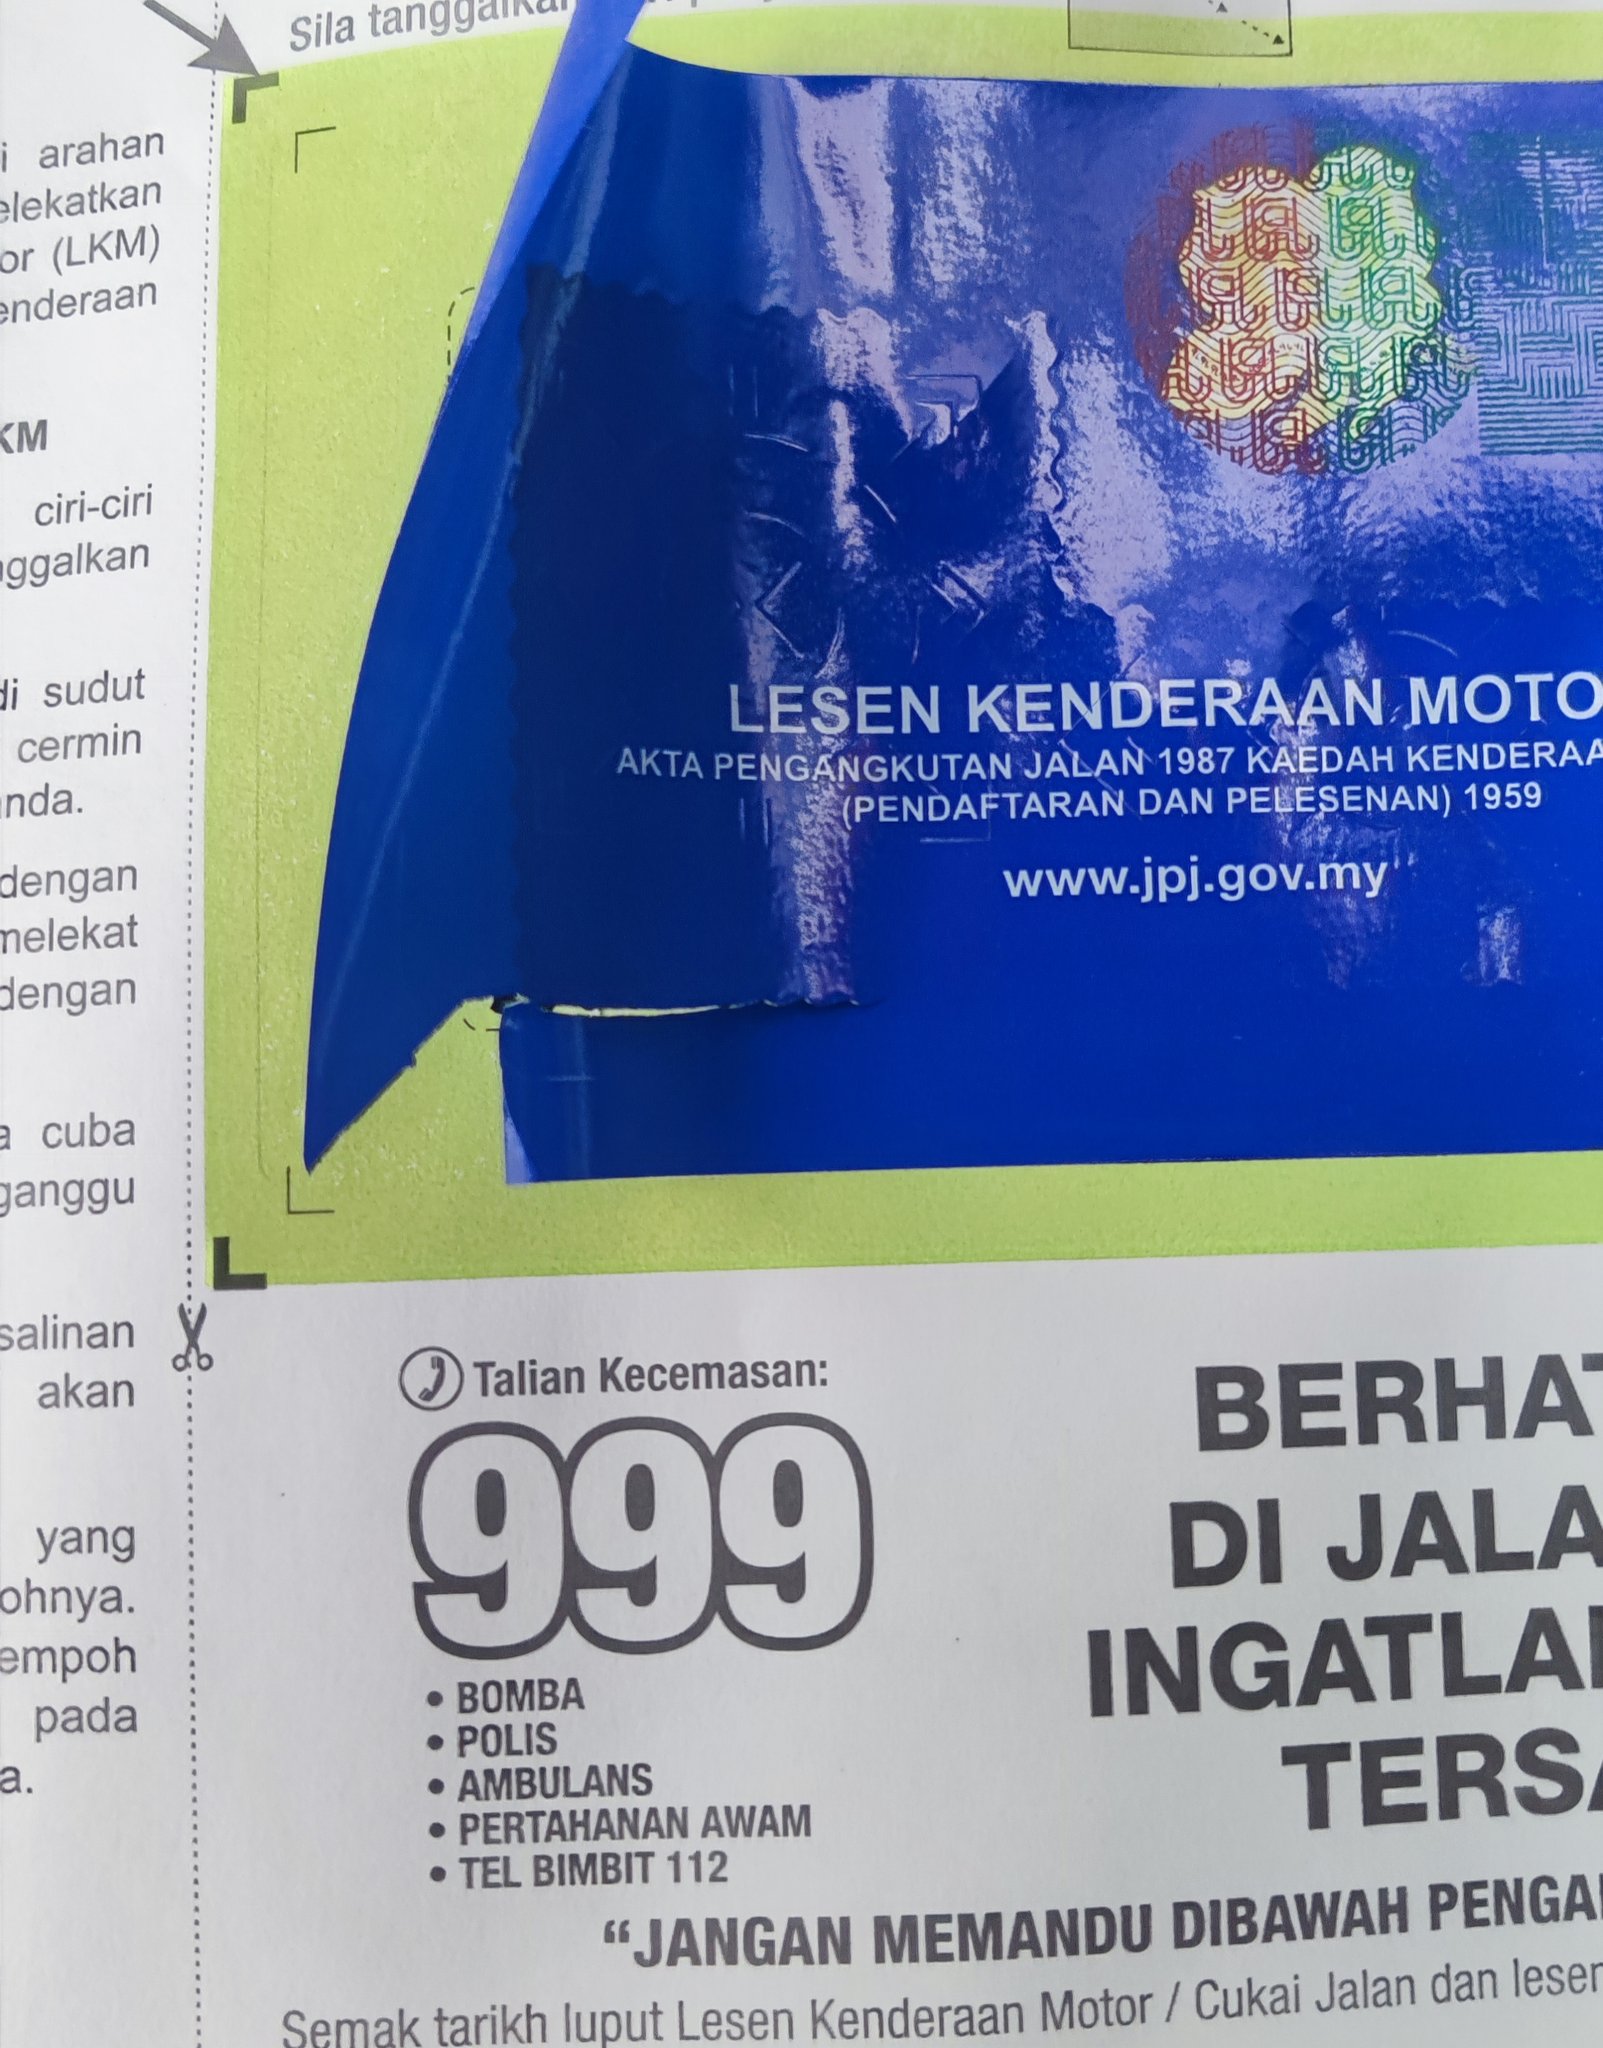 Sila tanggalkan
i arahan
elekatkan
or (LKM)
enderaan
KM
ciri-ciri
nggalkan
di sudut
cermin
nda.
dengan
melekat
dengan
a cuba
ganggu
salinan
akan
yang
ohnya.
empoh
pada
a.
LESEN KENDERAAN MOTO
AKTA PENGANGKUTAN JALAN 1987 KAEDAH KENDERAA
(PENDAFTARAN DAN PELESENAN) 1959
www.jpj.gov.my
Talian Kecemasan:
999
• BOMBA
• POLIS
• AMBULANS
• PERTAHANAN AWAM
• TEL BIMBIT 112
BERHAT
DI JALA
INGATLA
TERSA
“JANGAN MEMANDU DIBAWAH PENGA
Semak tarikh luput Lesen Kenderaan Motor / Cukai Jalan dan lesen